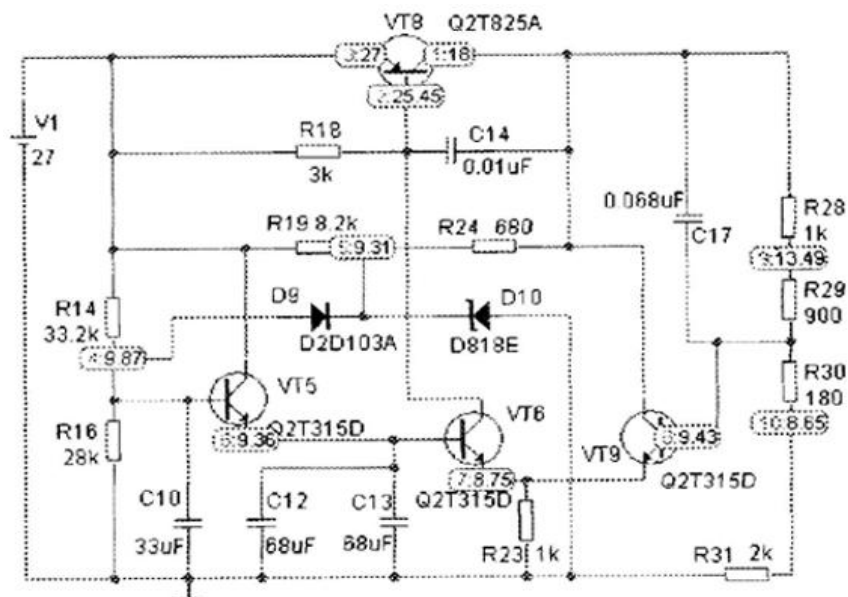 VT8 Q2T825A
3:27 1:18
2:25.45
V1
27
R18
3k
C14
0.01uF
R19 8.2k
5:9.31
R24 680
0.068uF
C17
R28
1k
9:13.49
R29
900
R14
33.2k
4:9.87
D9
D2D103A
D10
D818E
R30
180
10:8.65
VT5
Q2T315D
6:9.36
R16
28k
VT6
Q2T315D
7:8.75
VT9
8:9.43
Q2T315D
C10
33uF
C12
68uF
C13
68uF
R23 1k
R31 2k